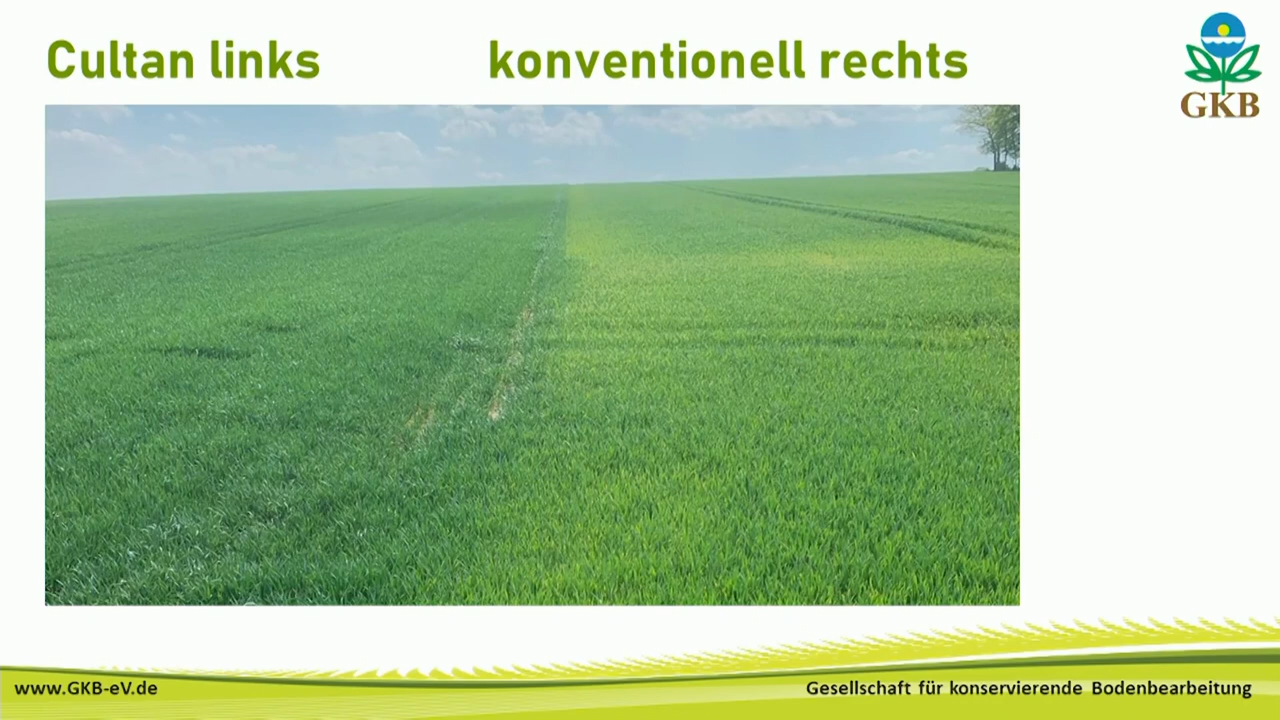 Cultan links konventionell rechts
GKB
www.GKB-eV.de
Gesellschaft für konservierende Bodenbearbeitung